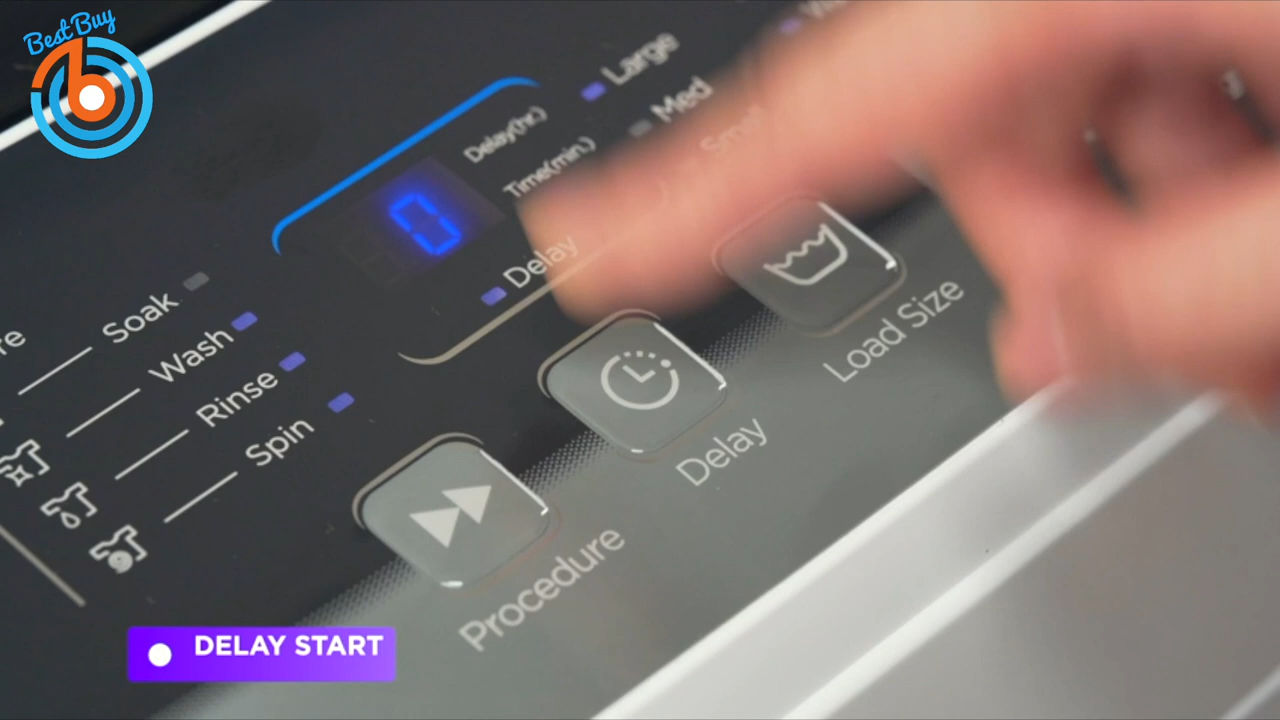 Best Buy
Delay(hr.)
Time(min.)
Delay
Large
Med
Soak
Wash
Rinse
Spin
Load Size
Delay
Procedure
DELAY START